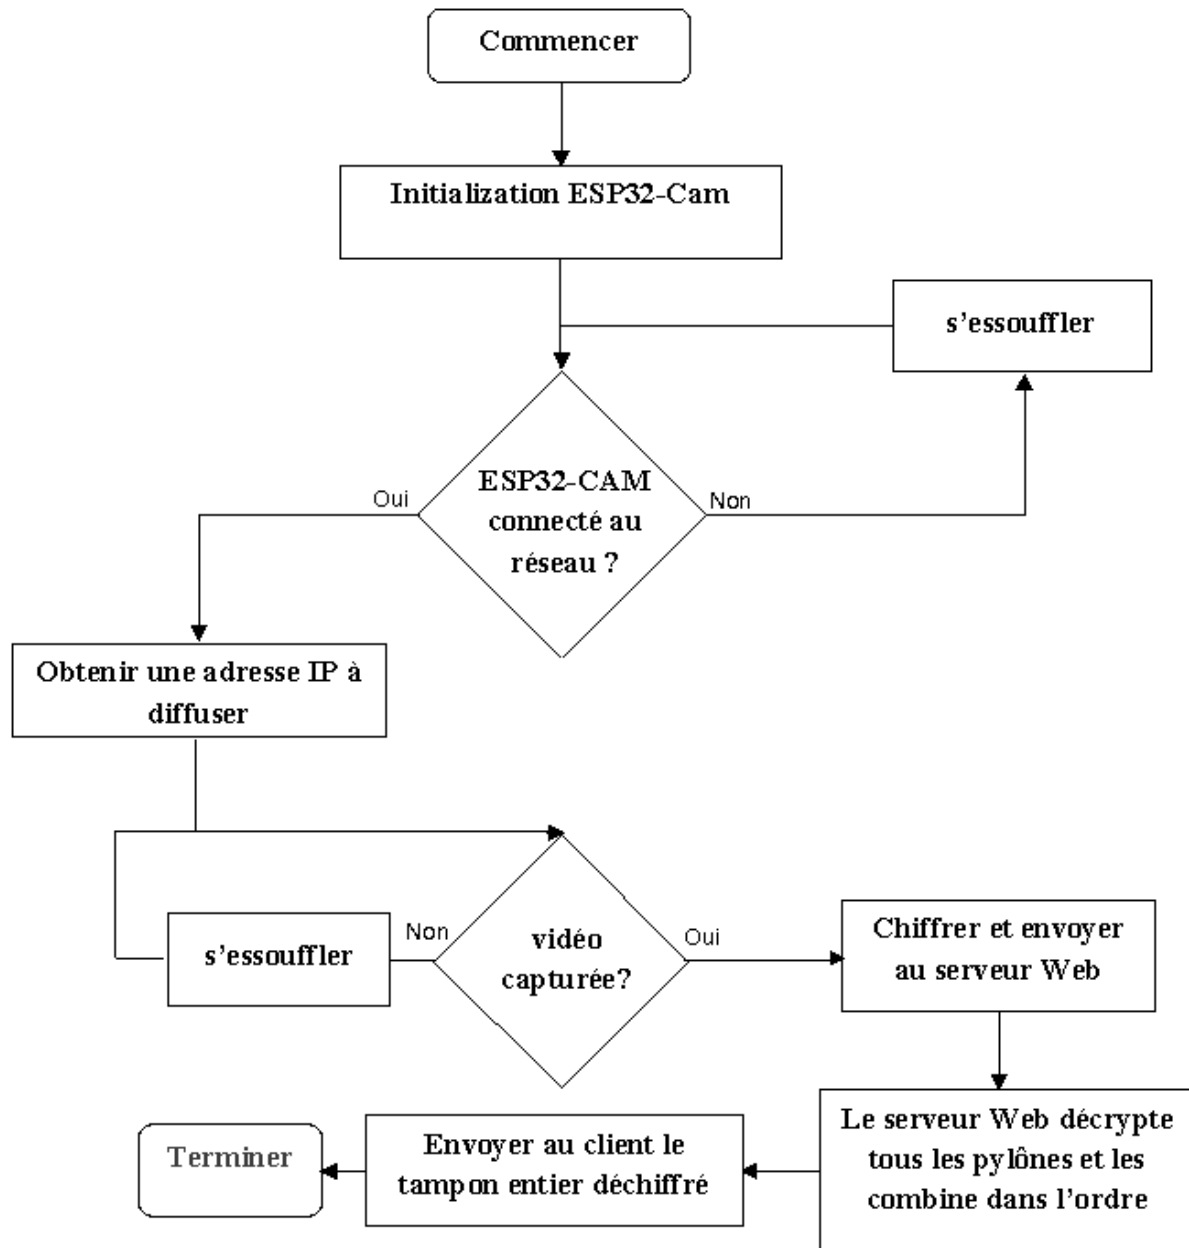 Commencer
Initialization ESP32-Cam
s'essouffler
ESP32-CAM
connecté au
réseau ?
Oui
Non
Obtenir une adresse IP à
diffuser
s'essouffler
Non
vidéo
capturée?
Oui
Chiffrer et envoyer
au serveur Web
Le serveur Web décrypte
tous les pylônes et les
combine dans l'ordre
Envoyer au client le
tampon entier déchiffré
Terminer